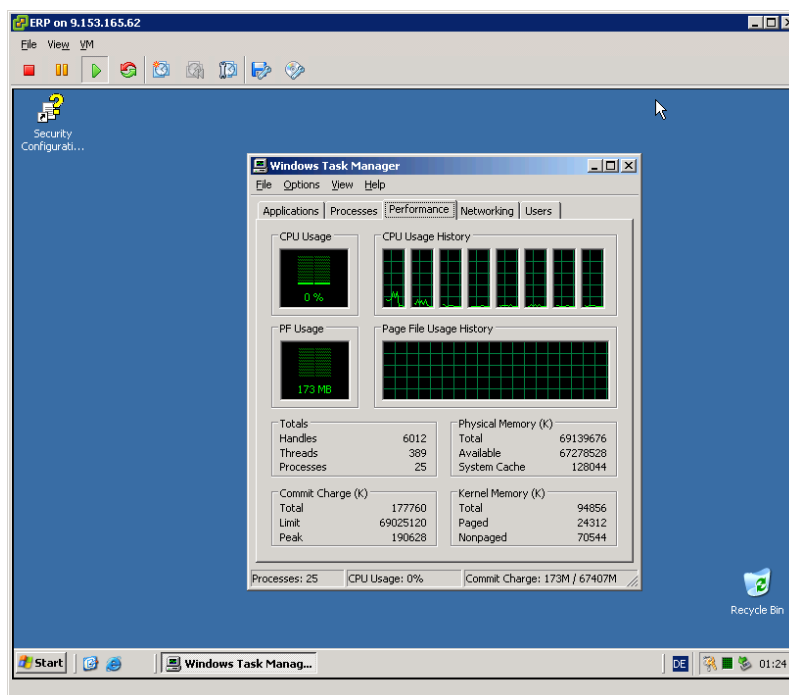 ERP on 9.153.165.62
File View VM
Security
Configurati...
Windows Task Manager
File Options View Help
Applications Processes Performance Networking Users
CPU Usage CPU Usage History
0 %
PF Usage Page File Usage History
173 MB
Totals
Handles 6012
Threads 389
Processes 25
Physical Memory (K)
Total 69139676
Available 67278528
System Cache 128044
Commit Charge (K)
Total 177760
Limit 69025120
Peak 190628
Kernel Memory (K)
Total 94856
Paged 24312
Nonpaged 70544
Processes: 25 CPU Usage: 0% Commit Charge: 173M / 67407M
Recycle Bin
Start Windows Task Manag... DE 01:24